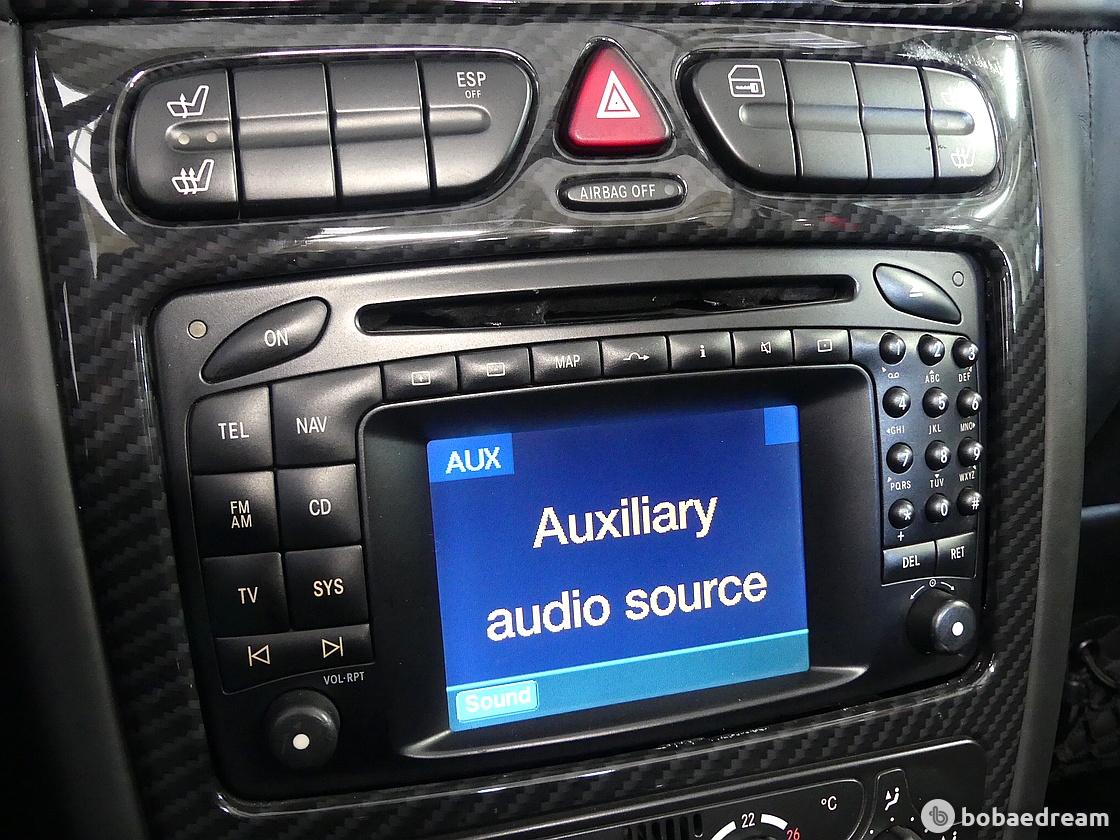 ESP
OFF
AIRBAG OFF
ON
MAP
i
1
2
3
ABC
DEF
TEL
NAV
4
5
6
GHI
JKL
MNO
FM
AM
CD
AUX
Auxiliary
audio source
Sound
7
8
9
PQRS
TUV
WXYZ
*
0
#
+
DEL
RET
TV
SYS
VOL·RPT
°C
22
26
bobaedream